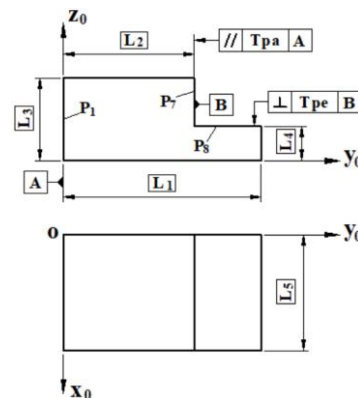 z₀
L₂
// Tpa A
P₁
P₇
B
⊥ Tpe B
L₃
P₈
L₄
A
L₁
y₀
o
y₀
L₅
x₀